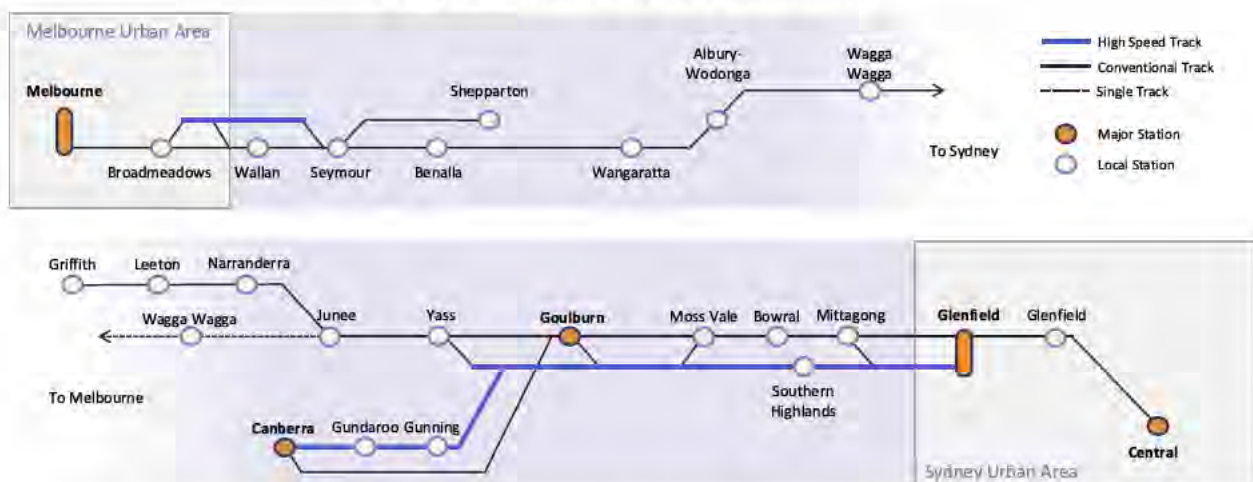 Melbourne Urban Area
Melbourne
Broadmeadows
Wallan
Seymour
Shepparton
Benalla
Wangaratta
Albury-
Wodonga
Wagga
Wagga
To Sydney
High Speed Track
Conventional Track
Single Track
Major Station
Local Station
Griffith
Leeton
Narranderra
Wagga Wagga
Junee
Yass
Goulburn
Moss Vale
Bowral
Mittagong
Glenfield
Glenfield
To Melbourne
Southern
Highlands
Canberra
Gundaroo
Gunning
Central
Sydney Urban Area